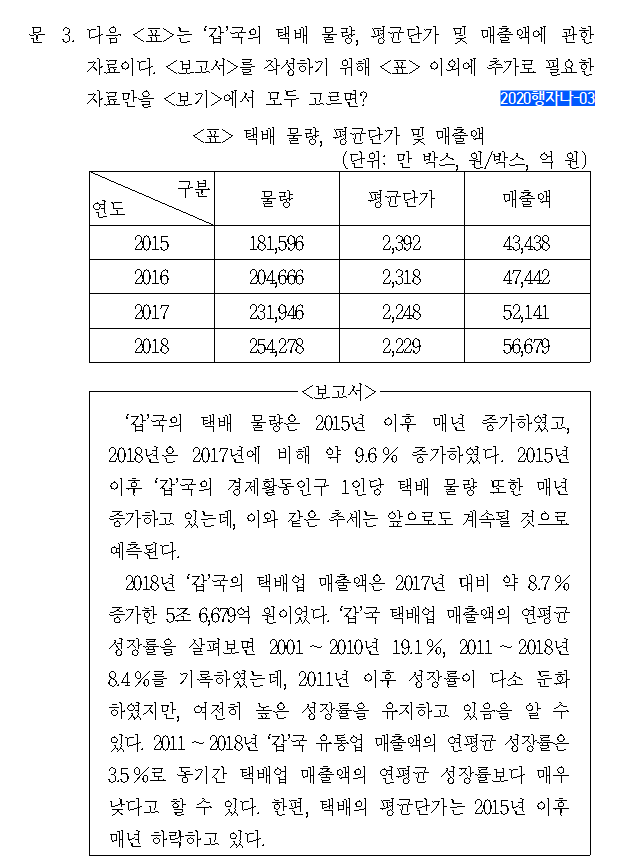 문 3. 다음 <표>는 ‘갑’국의 택배 물량, 평균단가 및 매출액에 관한
자료이다. <보고서>를 작성하기 위해 <표> 이외에 추가로 필요한
자료만을 <보기>에서 모두 고르면? 2020행자나-03
<표> 택배 물량, 평균단가 및 매출액
(단위: 만 박스, 원/박스, 억 원)
구분 연도 물량 평균단가 매출액
2015 181,596 2,392 43,438
2016 204,666 2,318 47,442
2017 231,946 2,248 52,141
2018 254,278 2,229 56,679
<보고서>
‘갑’국의 택배 물량은 2015년 이후 매년 증가하였고,
2018년은 2017년에 비해 약 9.6 % 증가하였다. 2015년
이후 ‘갑’국의 경제활동인구 1인당 택배 물량 또한 매년
증가하고 있는데, 이와 같은 추세는 앞으로도 계속될 것으로
예측된다.
2018년 ‘갑’국의 택배업 매출액은 2017년 대비 약 8.7 %
증가한 5조 6,679억 원이었다. ‘갑’국 택배업 매출액의 연평균
성장률을 살펴보면 2001 ~ 2010년 19.1 %, 2011 ~ 2018년
8.4 %를 기록하였는데, 2011년 이후 성장률이 다소 둔화
하였지만, 여전히 높은 성장률을 유지하고 있음을 알 수
있다. 2011 ~ 2018년 ‘갑’국 유통업 매출액의 연평균 성장률은
3.5 %로 동기간 택배업 매출액의 연평균 성장률보다 매우
낮다고 할 수 있다. 한편, 택배의 평균단가는 2015년 이후
매년 하락하고 있다.